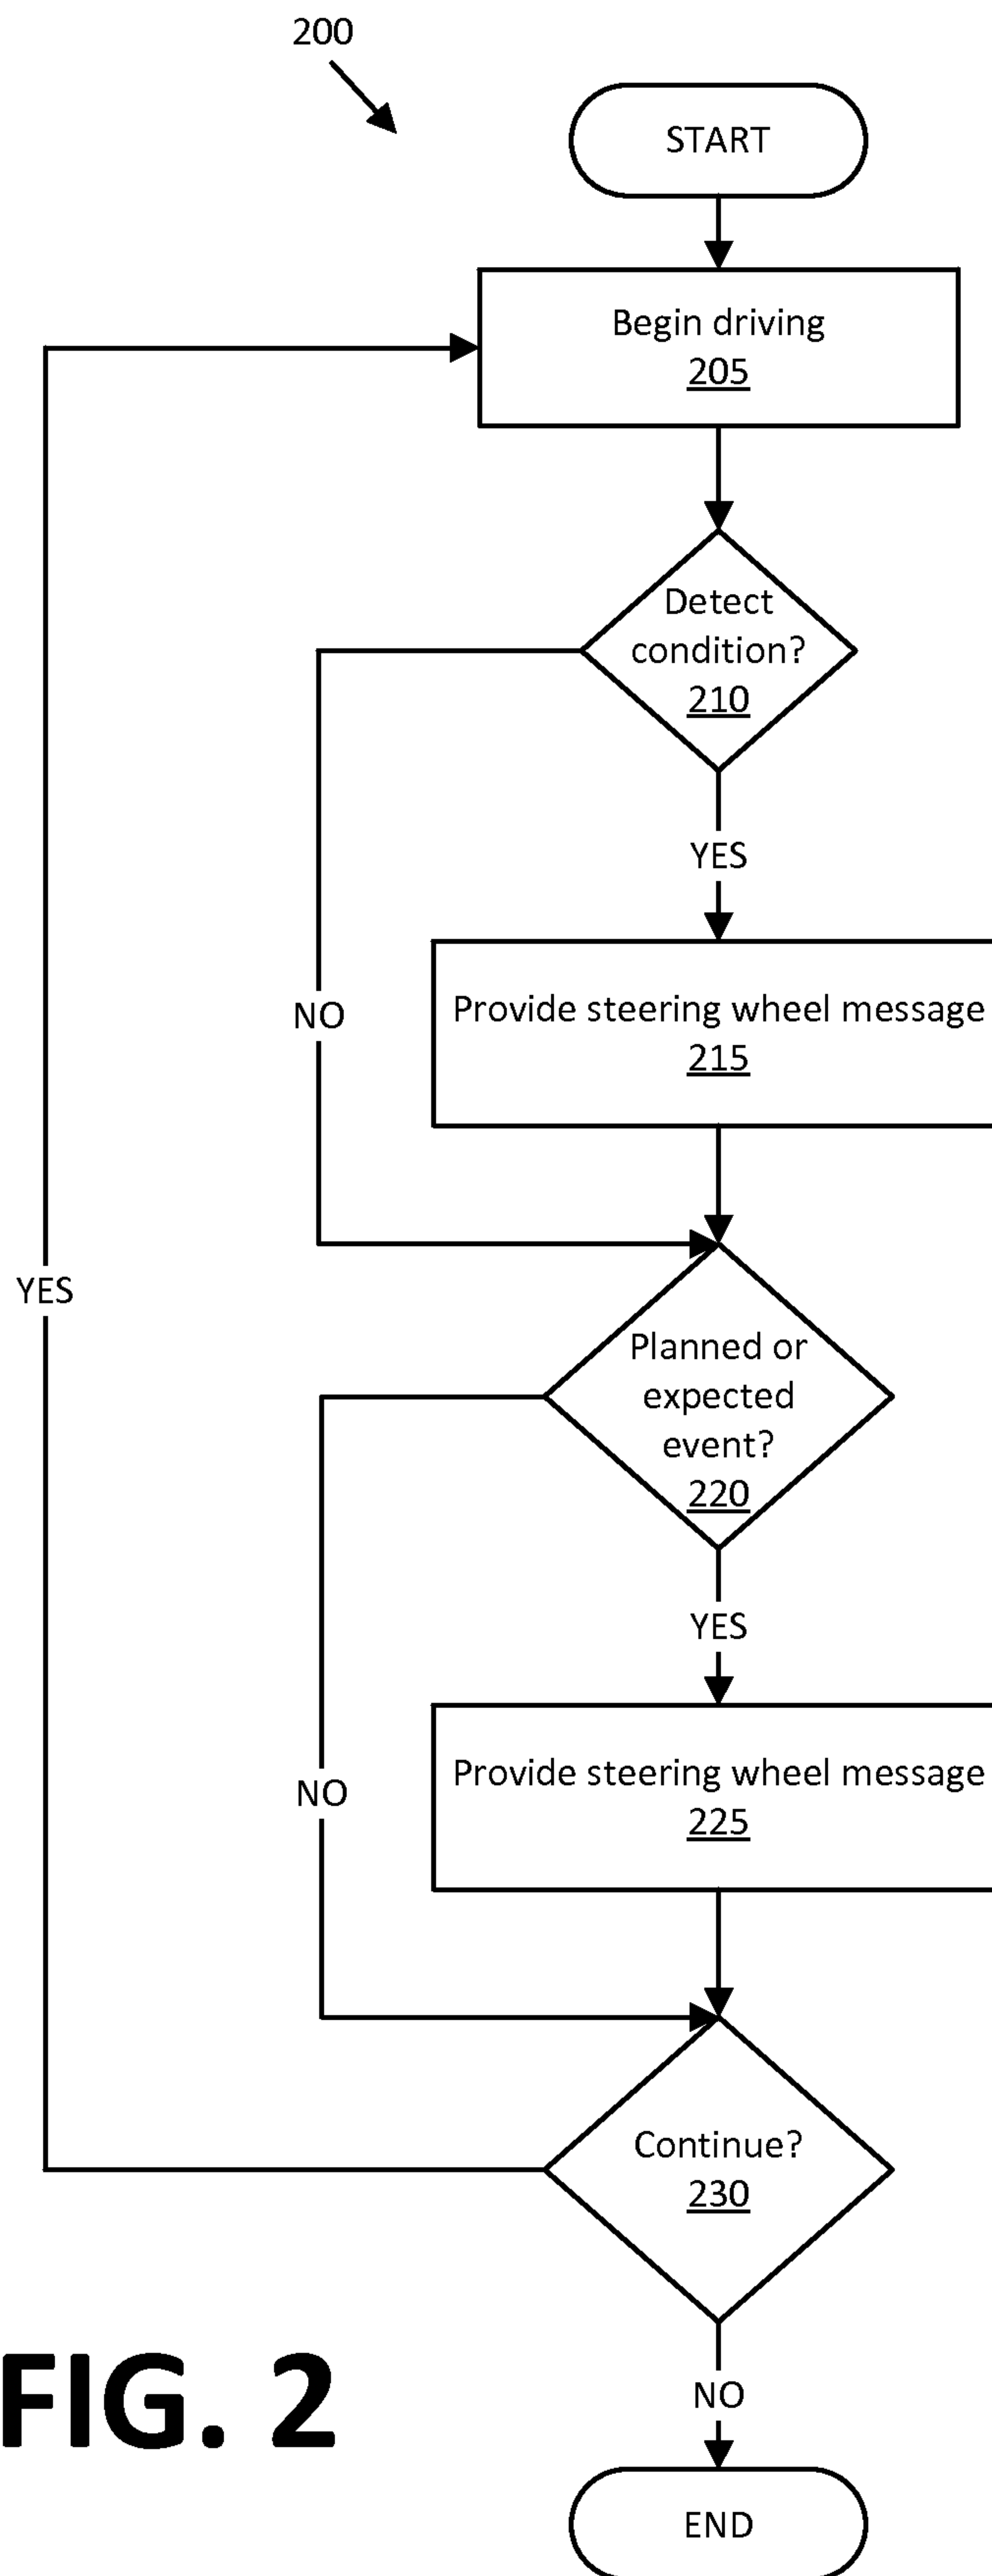 200
START
Begin driving
205
Detect
condition?
210
YES
Provide steering wheel message
215
NO
Planned or
expected
event?
220
YES
YES
Provide steering wheel message
225
NO
Continue?
230
NO
END
FIG. 2